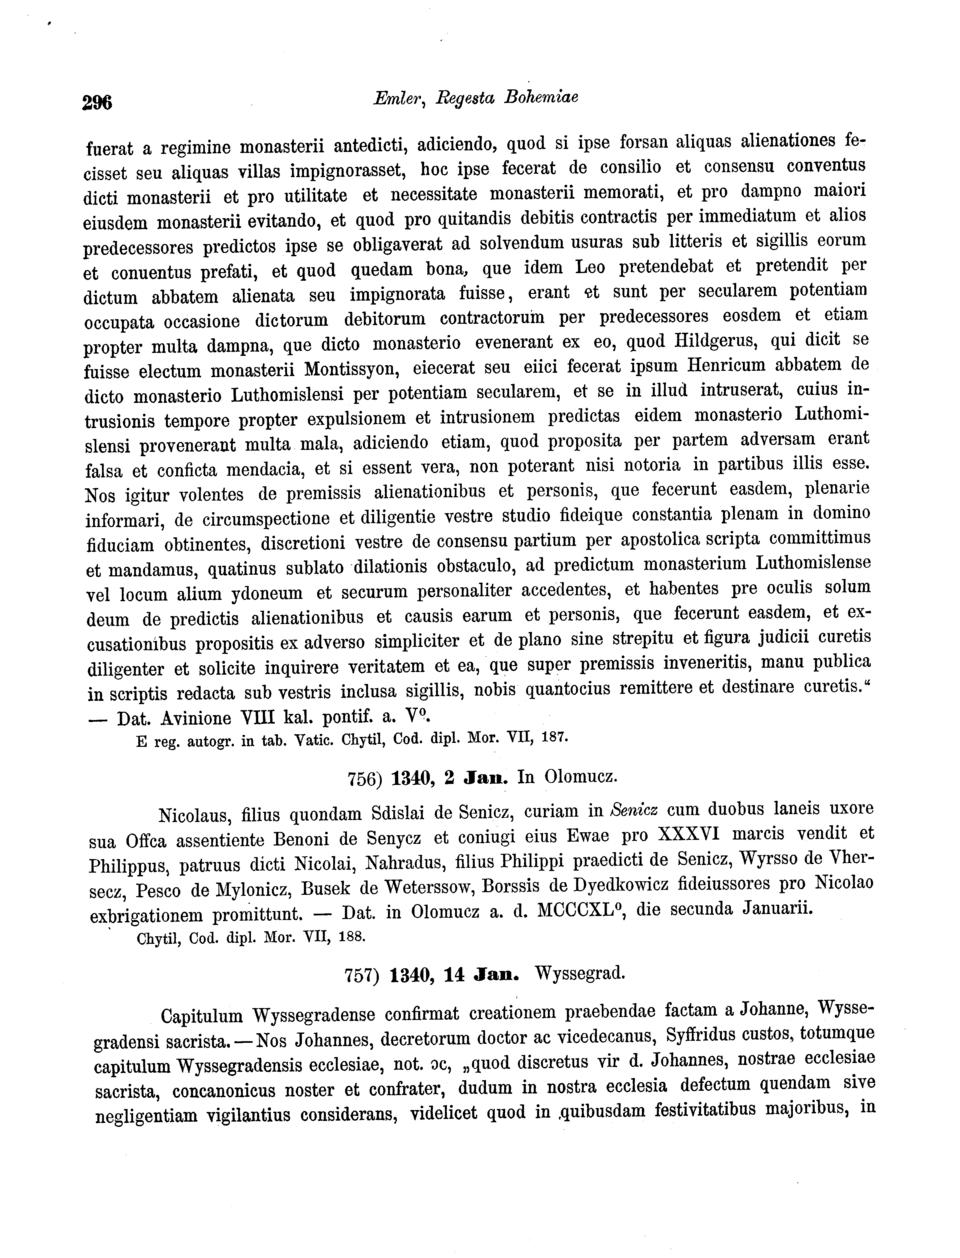 296
Emler, Regesta Bohemiae
fuerat a regimine monasterii antedicti, adiciendo, quod si ipse forsan aliquas alienationes fe-
cisset seu aliquas villas impignorasset, hoc ipse fecerat de consilio et consensu conventus
dicti monasterii et pro utilitate et necessitate monasterii memorati, et pro dampno maiori
eiusdem monasterii evitando, et quod pro quitandis debitis contractis per immediatum et alios
predecessores predictos ipse se obligaverat ad solvendum usuras sub litteris et sigillis eorum
et conuentus prefati, et quod quedam bona, que idem Leo pretendebat et pretendit per
dictum abbatem alienata seu impignorata fuisse, erant et sunt per secularem potentiam
occupata occasione dictorum debitorum contractorum per predecessores eosdem et etiam
propter multa dampna, que dicto monasterio evenerant ex eo, quod Hildgerus, qui dicit se
fuisse electum monasterii Montissyon, eiecerat seu eiici fecerat ipsum Henricum abbatem de
dicto monasterio Luthomislensi per potentiam secularem, et se in illud intruserat, cuius in-
trusionis tempore propter expulsionem et intrusionem predictas eidem monasterio Luthomi-
slensi provenerant multa mala, adiciendo etiam, quod proposita per partem adversam erant
falsa et conficta mendacia, et si essent vera, non poterant nisi notoria in partibus illis esse.
Nos igitur volentes de premissis alienationibus et personis, que fecerunt easdem, plenarie
informari, de circumspectione et diligentie vestre studio fideique constantia plenam in domino
fiduciam obtinentes, discretioni vestre de consensu partium per apostolica scripta committimus
et mandamus, quatinus sublato dilationis obstaculo, ad predictum monasterium Luthomislense
vel locum alium ydoneum et securum personaliter accedentes, et habentes pre oculis solum
deum de predictis alienationibus et causis earum et personis, que fecerunt easdem, et ex-
cusationibus propositis ex adverso simpliciter et de plano sine strepitu et figura judicii curetis
diligenter et solicite inquirere veritatem et ea, que super premissis inveneritis, manu publica
in scriptis redacta sub vestris inclusa sigillis, nobis quantocius remittere et destinare curetis.“
— Dat. Avinione VIII kal. pontif. a. Vº.
E reg. autogr. in tab. Vatic. Chytil, Cod. dipl. Mor. VII, 187.
756) 1340, 2 Jan. In Olomucz.
Nicolaus, filius quondam Sdislai de Senicz, curiam in Senicz cum duobus laneis uxore
sua Offca assentiente Benoni de Senycz et coniugi eius Ewae pro XXXVI marcis vendit et
Philippus, patruus dicti Nicolai, Nahradus, filius Philippi praedicti de Senicz, Wyrsso de Vher-
secz, Pesco de Mylonicz, Busek de Weterssow, Borssis de Dyedkowicz fideiussores pro Nicolao
exbrigationem promittunt. — Dat. in Olomucz a. d. MCCCXLº, die secunda Januarii.
Chytil, Cod. dipl. Mor. VII, 188.
757) 1340, 14 Jan. Wyssegrad.
Capitulum Wyssegradense confirmat creationem praebendae factam a Johanne, Wysse-
gradensi sacrista. — Nos Johannes, decretorum doctor ac vicedecanus, Syffridus custos, totumque
capitulum Wyssegradensis ecclesiae, not. ɔc, „quod discretus vir d. Johannes, nostrae ecclesiae
sacrista, concanonicus noster et confrater, dudum in nostra ecclesia defectum quendam sive
negligentiam vigilantius considerans, videlicet quod in quibusdam festivitatibus majoribus, in